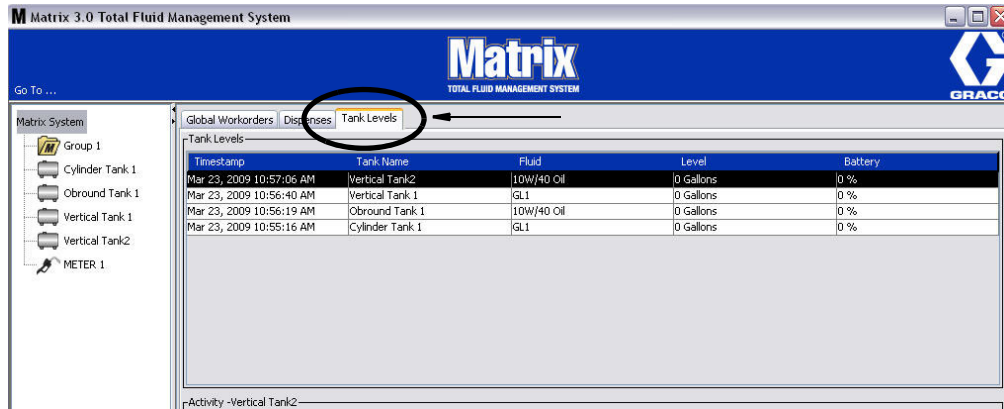 Matrix 3.0 Total Fluid Management System
Matrix
TOTAL FLUID MANAGEMENT SYSTEM
Go To ...
GRACO
Matrix System
Group 1
Cylinder Tank 1
Obround Tank 1
Vertical Tank 1
Vertical Tank2
METER 1
Global Workorders Dispenses Tank Levels
Tank Levels
Timestamp Tank Name Fluid Level Battery
Mar 23, 2009 10:57:06 AM Vertical Tank2 10W/40 Oil 0 Gallons 0 %
Mar 23, 2009 10:56:40 AM Vertical Tank 1 GL1 0 Gallons 0 %
Mar 23, 2009 10:56:19 AM Obround Tank 1 10W/40 Oil 0 Gallons 0 %
Mar 23, 2009 10:55:16 AM Cylinder Tank 1 GL1 0 Gallons 0 %
Activity -Vertical Tank2